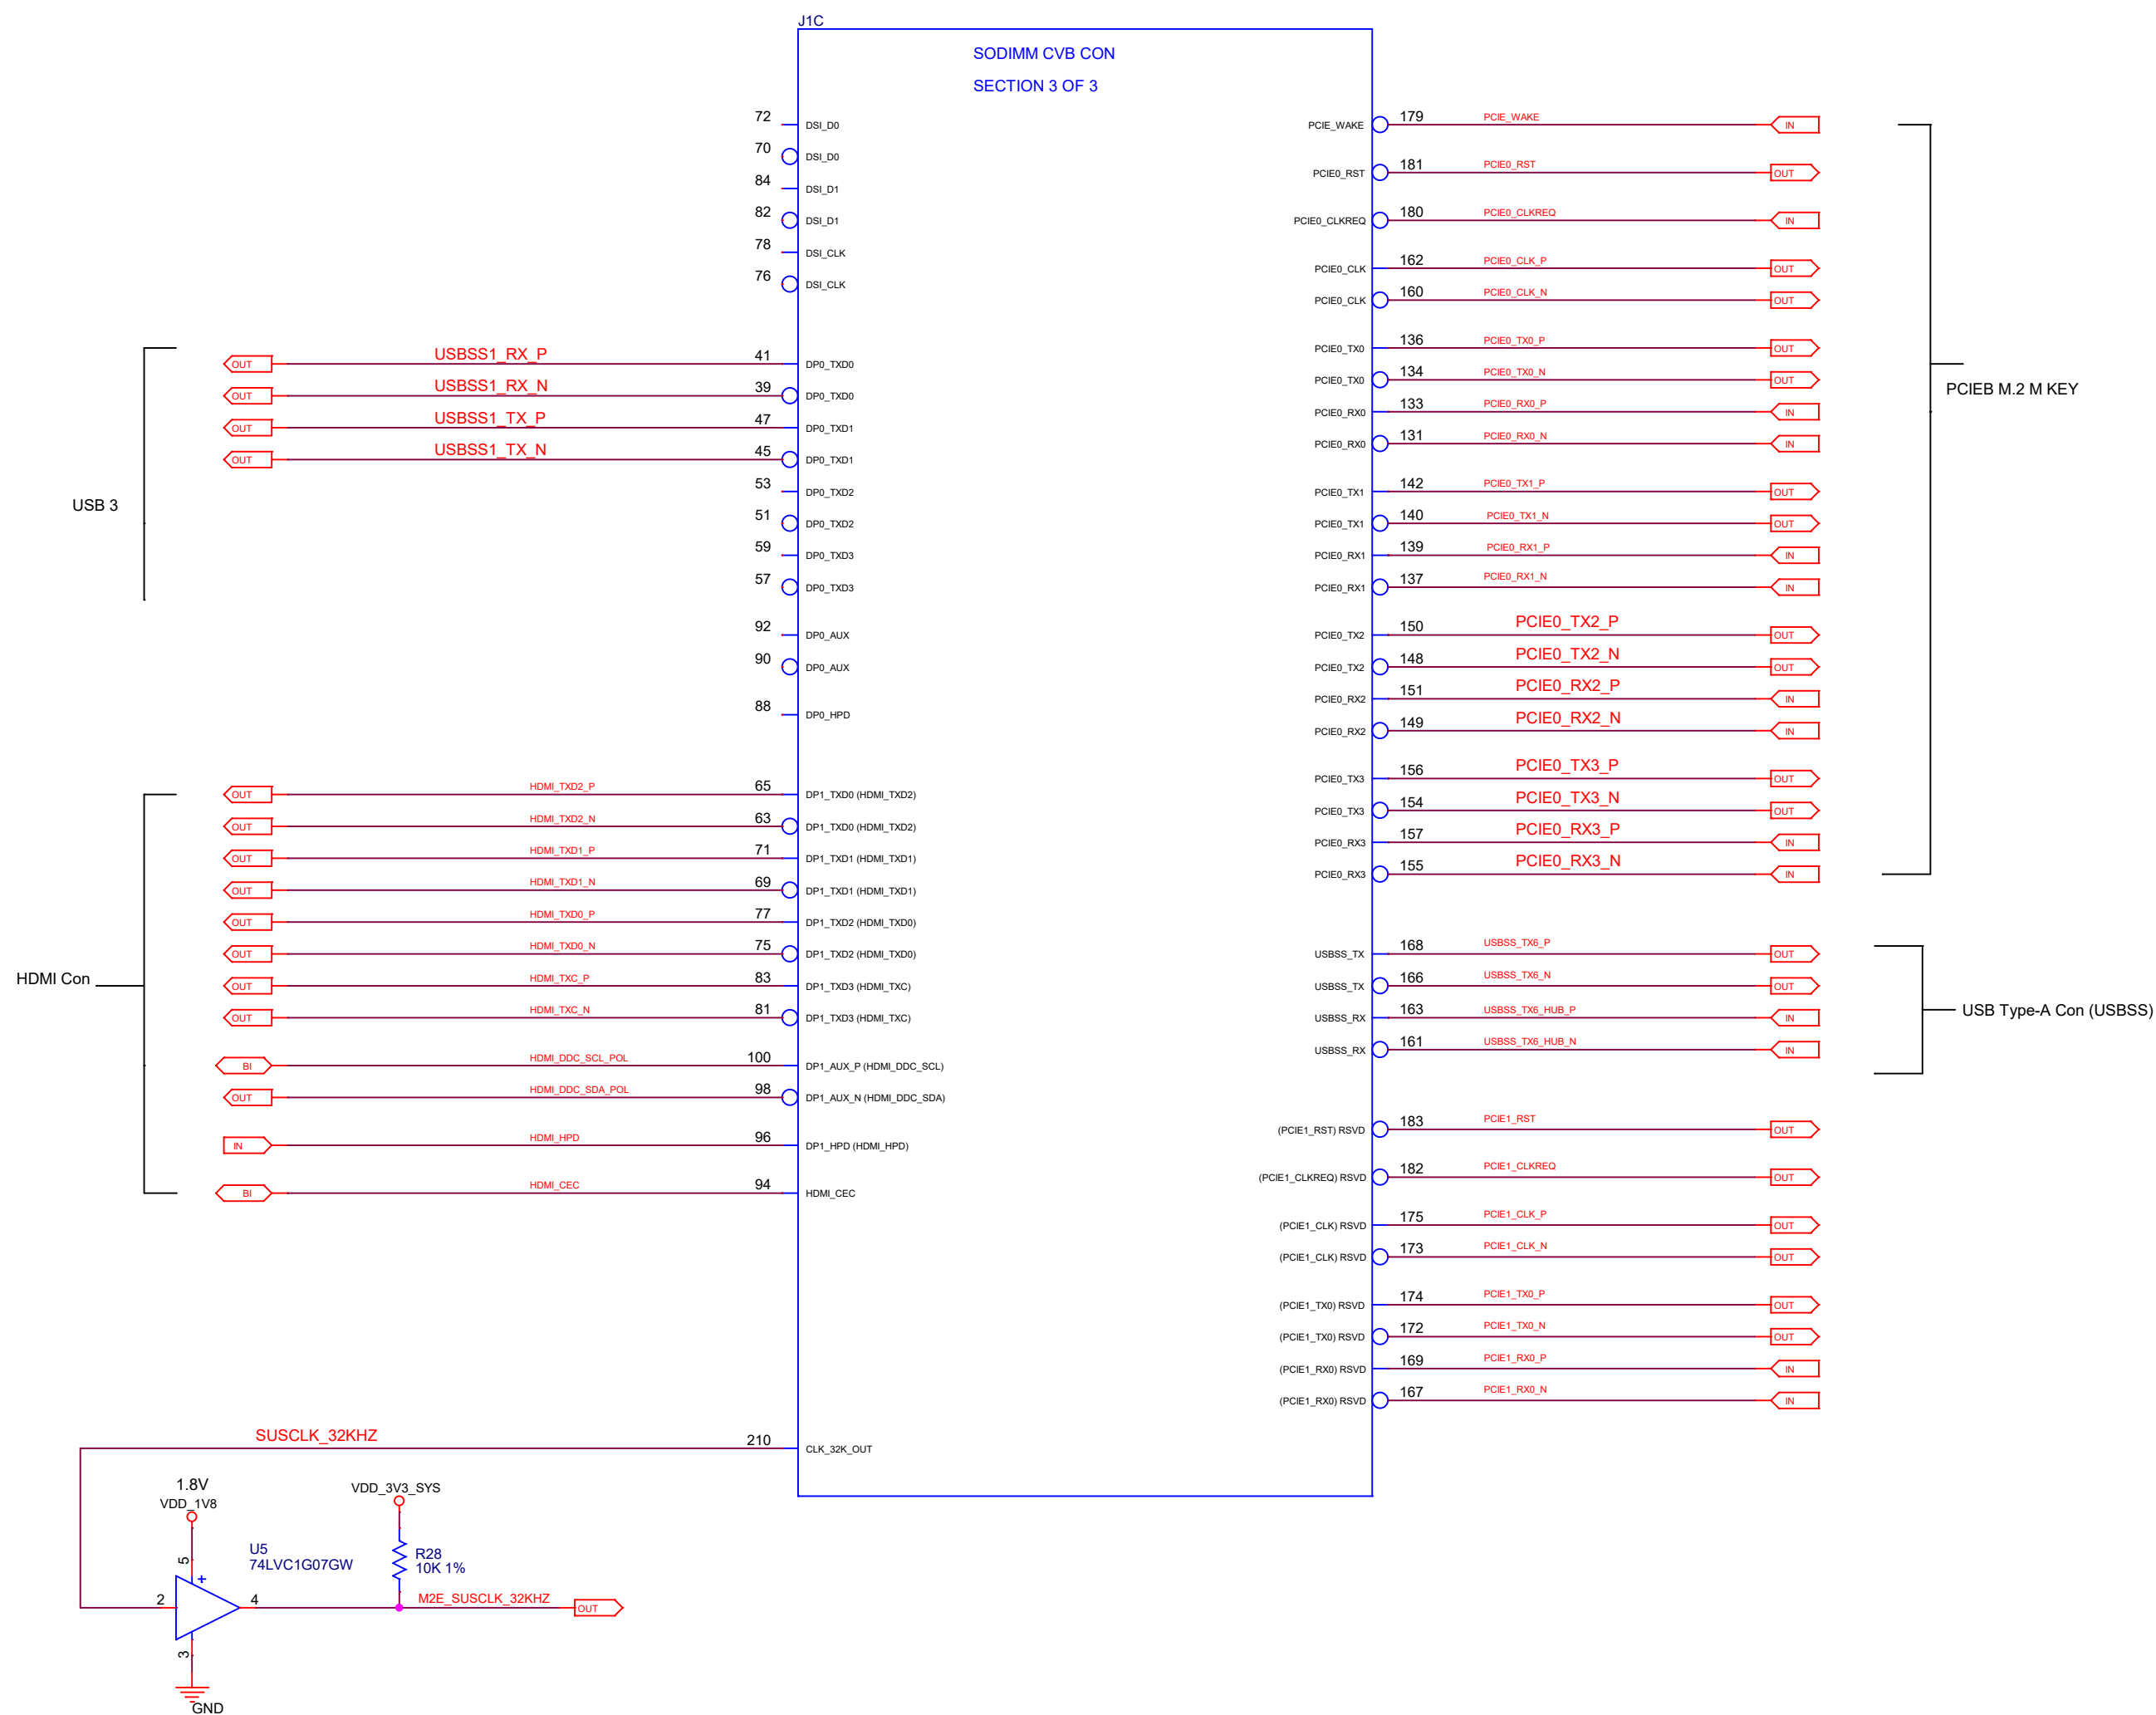 J1C
SODIMM CVB CON
SECTION 3 OF 3
72 DSI_D0
70 DSI_D0
84 DSI_D1
82 DSI_D1
78 DSI_CLK
76 DSI_CLK
USB 3
OUT USBSS1_RX_P 41 DP0_TXD0
OUT USBSS1_RX_N 39 DP0_TXD0
OUT USBSS1_TX_P 47 DP0_TXD1
OUT USBSS1_TX_N 45 DP0_TXD1
53 DP0_TXD2
51 DP0_TXD2
59 DP0_TXD3
57 DP0_TXD3
92 DP0_AUX
90 DP0_AUX
88 DP0_HPD
HDMI Con
OUT HDMI_TXD2_P 65 DP1_TXD0 (HDMI_TXD2)
OUT HDMI_TXD2_N 63 DP1_TXD0 (HDMI_TXD2)
OUT HDMI_TXD1_P 71 DP1_TXD1 (HDMI_TXD1)
OUT HDMI_TXD1_N 69 DP1_TXD1 (HDMI_TXD1)
OUT HDMI_TXD0_P 77 DP1_TXD2 (HDMI_TXD0)
OUT HDMI_TXD0_N 75 DP1_TXD2 (HDMI_TXD0)
OUT HDMI_TXC_P 83 DP1_TXD3 (HDMI_TXC)
OUT HDMI_TXC_N 81 DP1_TXD3 (HDMI_TXC)
BI HDMI_DDC_SCL_POL 100 DP1_AUX_P (HDMI_DDC_SCL)
OUT HDMI_DDC_SDA_POL 98 DP1_AUX_N (HDMI_DDC_SDA)
IN HDMI_HPD 96 DP1_HPD (HDMI_HPD)
BI HDMI_CEC 94 HDMI_CEC
SUSCLK_32KHZ 210 CLK_32K_OUT
PCIE_WAKE 179 PCIE_WAKE IN
PCIE0_RST 181 PCIE0_RST OUT
PCIE0_CLKREQ 180 PCIE0_CLKREQ IN
PCIE0_CLK 162 PCIE0_CLK_P OUT
PCIE0_CLK 160 PCIE0_CLK_N OUT
PCIE0_TX0 136 PCIE0_TX0_P OUT
PCIE0_TX0 134 PCIE0_TX0_N OUT
PCIE0_RX0 133 PCIE0_RX0_P IN
PCIE0_RX0 131 PCIE0_RX0_N IN
PCIE0_TX1 142 PCIE0_TX1_P OUT
PCIE0_TX1 140 PCIE0_TX1_N OUT
PCIE0_RX1 139 PCIE0_RX1_P IN
PCIE0_RX1 137 PCIE0_RX1_N IN
PCIE0_TX2 150 PCIE0_TX2_P OUT
PCIE0_TX2 148 PCIE0_TX2_N OUT
PCIE0_RX2 151 PCIE0_RX2_P IN
PCIE0_RX2 149 PCIE0_RX2_N IN
PCIE0_TX3 156 PCIE0_TX3_P OUT
PCIE0_TX3 154 PCIE0_TX3_N OUT
PCIE0_RX3 157 PCIE0_RX3_P IN
PCIE0_RX3 155 PCIE0_RX3_N IN
PCIEB M.2 M KEY
USBSS_TX 168 USBSS_TX6_P OUT
USBSS_TX 166 USBSS_TX6_N OUT
USBSS_RX 163 USBSS_TX6_HUB_P IN
USBSS_RX 161 USBSS_TX6_HUB_N IN
USB Type-A Con (USBSS)
(PCIE1_RST) RSVD 183 PCIE1_RST OUT
(PCIE1_CLKREQ) RSVD 182 PCIE1_CLKREQ OUT
(PCIE1_CLK) RSVD 175 PCIE1_CLK_P OUT
(PCIE1_CLK) RSVD 173 PCIE1_CLK_N OUT
(PCIE1_TX0) RSVD 174 PCIE1_TX0_P OUT
(PCIE1_TX0) RSVD 172 PCIE1_TX0_N OUT
(PCIE1_RX0) RSVD 169 PCIE1_RX0_P IN
(PCIE1_RX0) RSVD 167 PCIE1_RX0_N IN
1.8V
VDD_1V8
VDD_3V3_SYS
U5
74LVC1G07GW
R28
10K 1%
5
+
2
4
M2E_SUSCLK_32KHZ OUT
3
GND